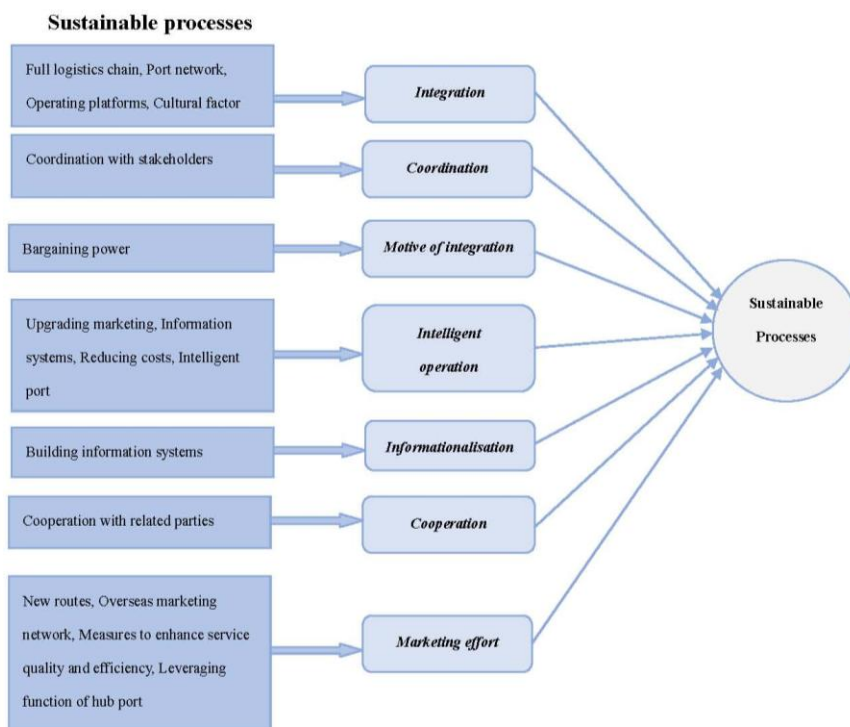 Sustainable processes
Full logistics chain, Port network,
Operating platforms, Cultural factor
Integration
Coordination with stakeholders
Coordination
Bargaining power
Motive of integration
Upgrading marketing, Information
systems, Reducing costs, Intelligent
port
Intelligent
operation
Building information systems
Informationalisation
Cooperation with related parties
Cooperation
New routes, Overseas marketing
network, Measures to enhance service
quality and efficiency, Leveraging
function of hub port
Marketing effort
Sustainable
Processes